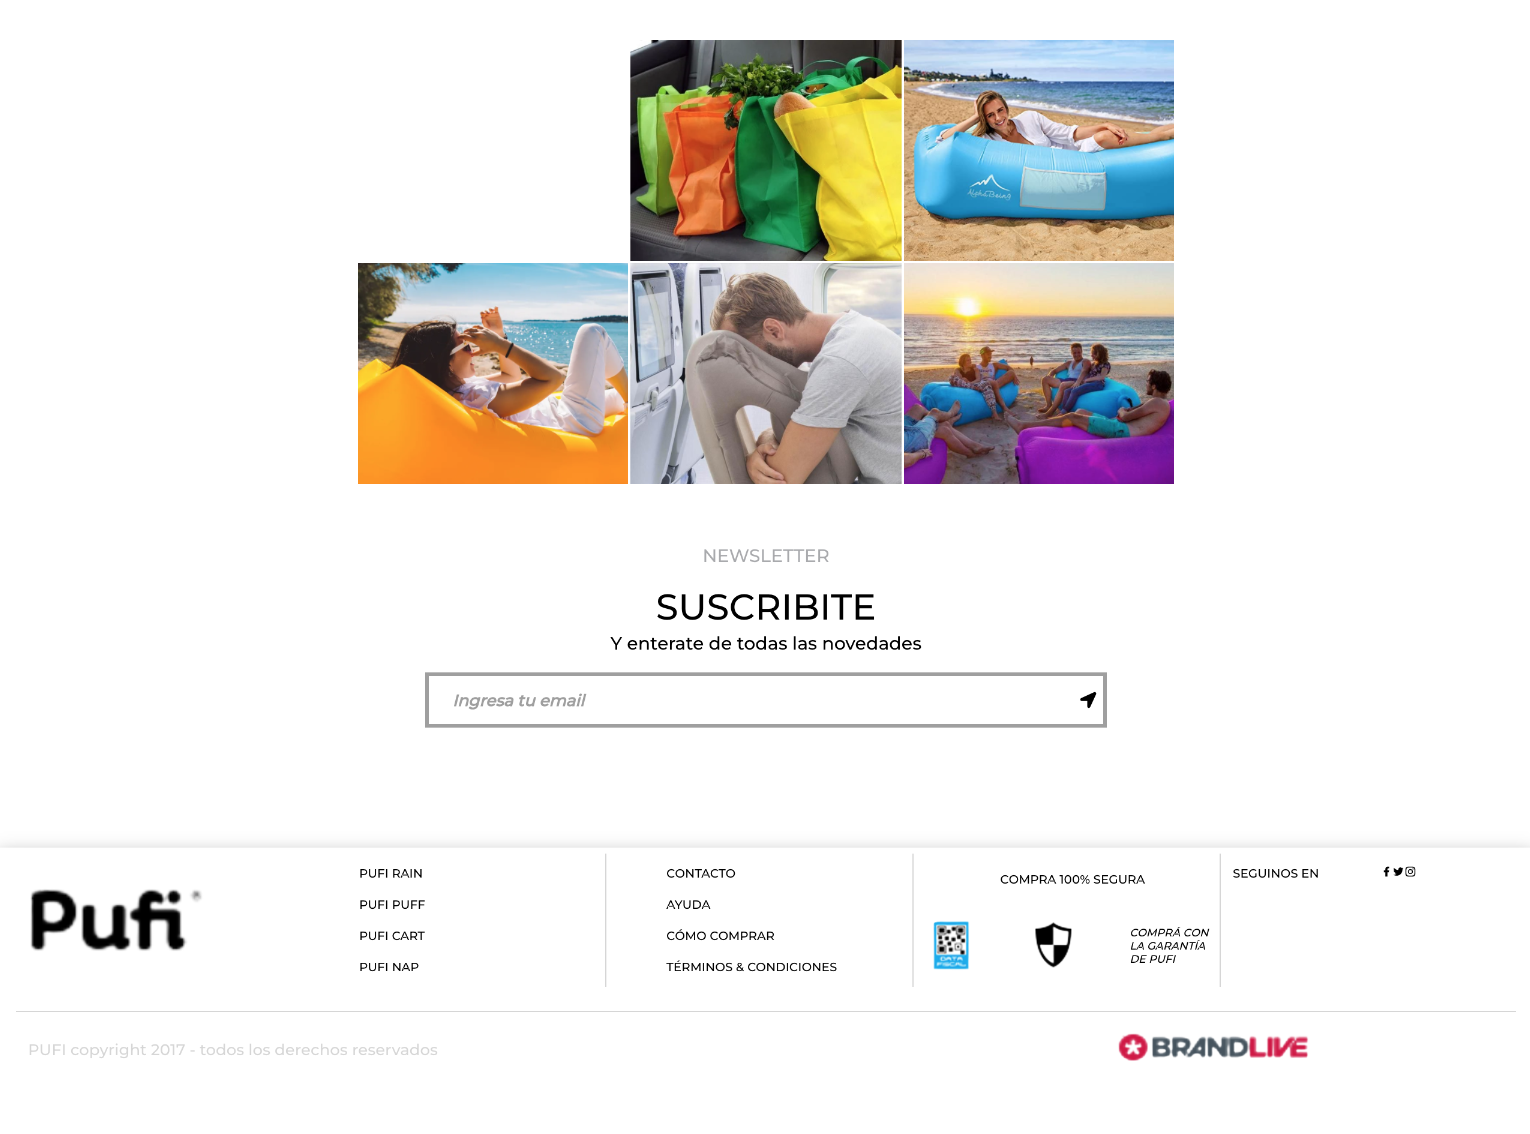 NEWSLETTER
SUSCRIBITE
Y enterate de todas las novedades
Ingresa tu email
Pufi
PUFI RAIN
PUFI PUFF
PUFI CART
PUFI NAP
CONTACTO
AYUDA
CÓMO COMPRAR
TÉRMINOS & CONDICIONES
COMPRA 100% SEGURA
DATA
FISCAL
COMPRÁ CON
LA GARANTÍA
DE PUFI
SEGUINOS EN
PUFI copyright 2017 - todos los derechos reservados
BRANDLIVE